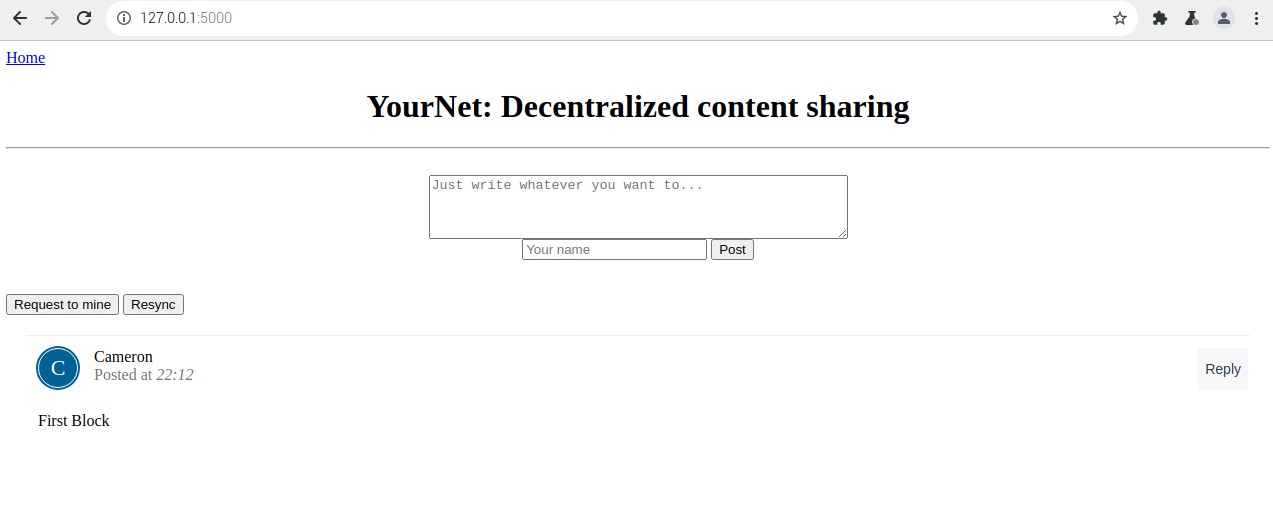 127.0.0.1:5000
Home
YourNet: Decentralized content sharing
Just write whatever you want to...
Your name Post
Request to mine Resync
C Cameron
Posted at 22:12
Reply
First Block